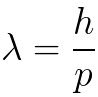 λ = h/p